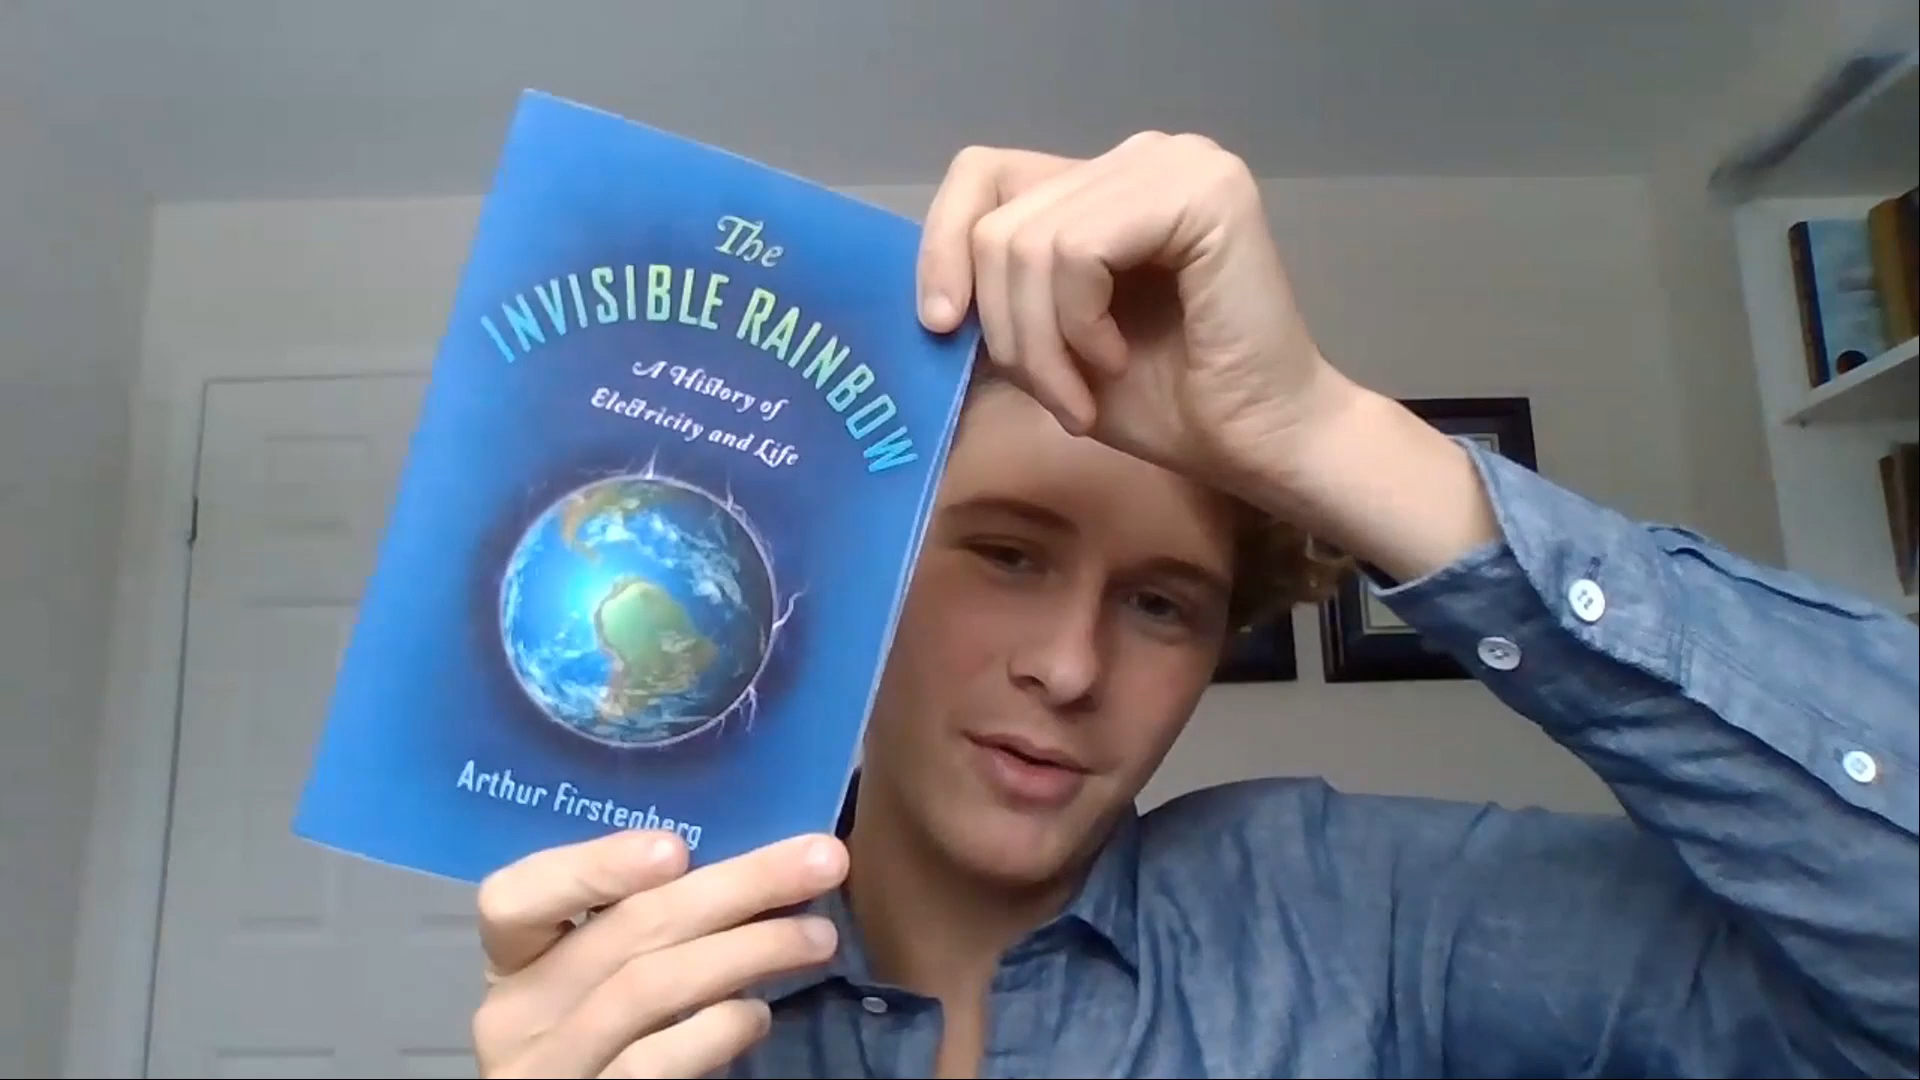 The
INVISIBLE RAINBOW
A History of
Electricity and Life
Arthur Firstenberg